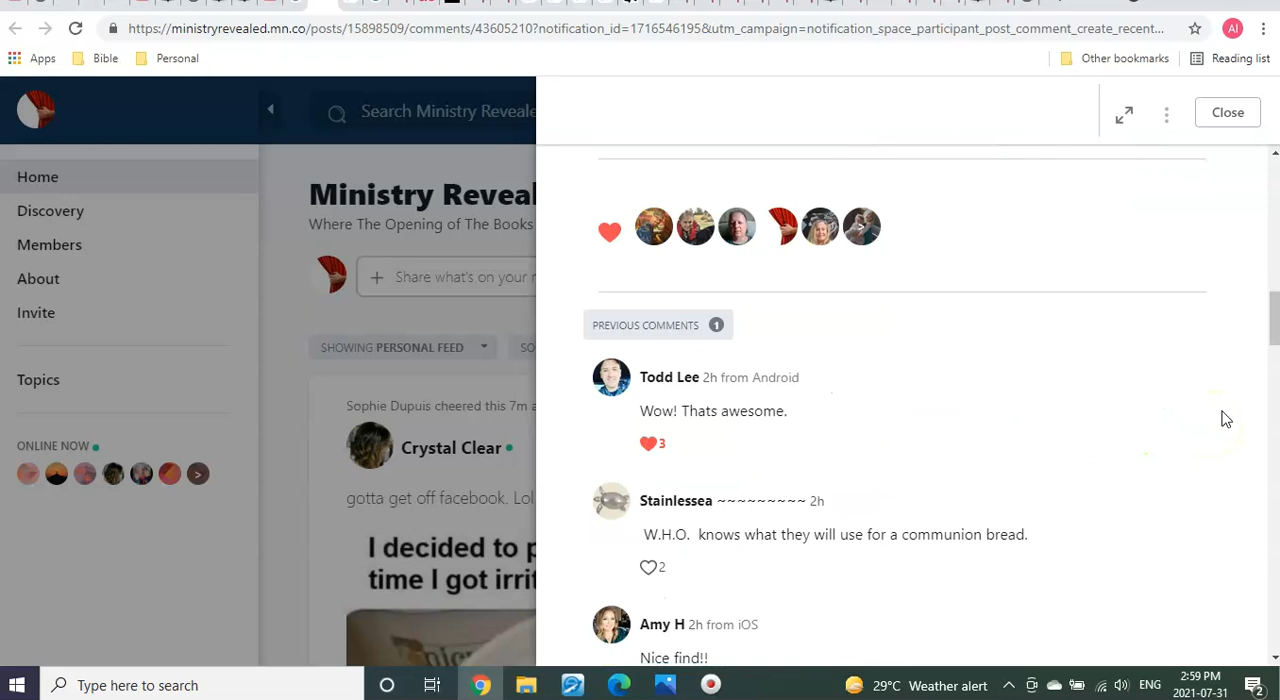 https://ministryrevealed.mn.co/posts/15898509/comments/43605210?notification_id=1716546195&utm_campaign=notification_space_participant_post_comment_create_recent...
Al
Apps
Bible
Personal
Other bookmarks
Reading list
Search Ministry Reveale
Close
Home
Discovery
Members
About
Invite
Topics
ONLINE NOW
>
Ministry Reveal
Where The Opening of The Books
+ Share what's on your
SHOWING PERSONAL FEED
SO
Sophie Dupuis cheered this 7m a
Crystal Clear
gotta get off facebook. Lol
I decided to p
time I got irrit
>
PREVIOUS COMMENTS 1
Todd Lee 2h from Android
Wow! Thats awesome.
3
Stainlessea ~~~~~~~~~ 2h
W.H.O. knows what they will use for a communion bread.
2
Amy H 2h from iOS
Nice find!!
Type here to search
29°C Weather alert
ENG
2:59 PM
2021-07-31
2